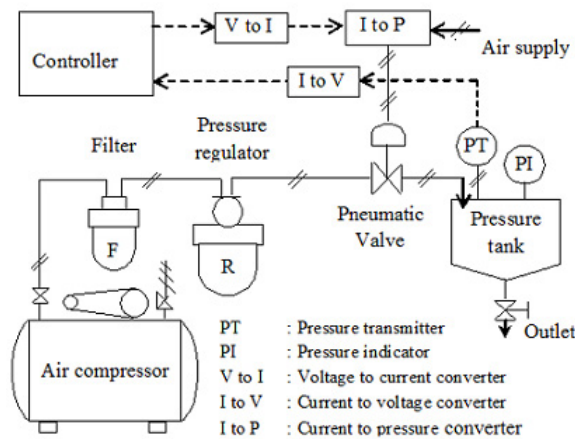 V to I
I to P
Controller
Air supply
I to V
Pressure
regulator
Filter
PT
PI
F
R
Pneumatic
Valve
Pressure
tank
Outlet
Air compressor
PT : Pressure transmitter
PI : Pressure indicator
V to I : Voltage to current converter
I to V : Current to voltage converter
I to P : Current to pressure converter